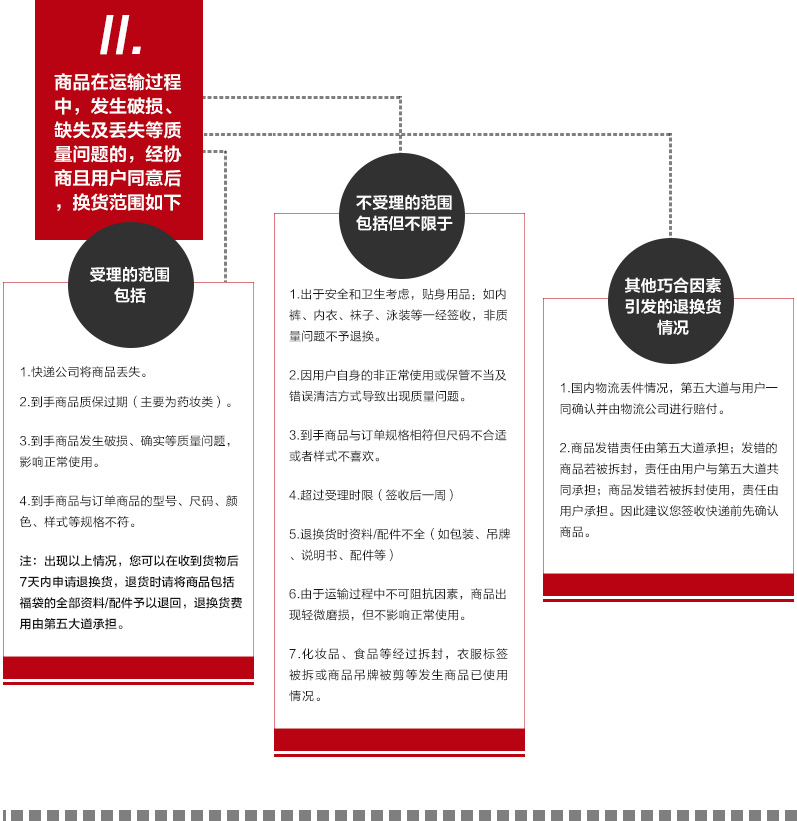 II.
商品在运输过程
中，发生破损、
缺失及丢失等质
量问题的，经协
商且用户同意后
，换货范围如下
受理的范围
包括
1.快递公司将商品丢失。
2.到手商品质保过期（主要为药妆类）。
3.到手商品发生破损、确实等质量问题，
影响正常使用。
4.到手商品与订单商品的型号、尺码、颜
色、样式等规格不符。
注：出现以上情况，您可以在收到货物后
7天内申请退换货，退货时请将商品包括
福袋的全部资料/配件予以退回，退换货费
用由第五大道承担。
不受理的范围
包括但不限于
1.出于安全和卫生考虑，贴身用品；如内
裤、内衣、袜子、泳装等一经签收，非质
量问题不予退换。
2.因用户自身的非正常使用或保管不当及
错误清洁方式导致出现质量问题。
3.到手商品与订单规格相符但尺码不合适
或者样式不喜欢。
4.超过受理时限（签收后一周）
5.退换货时资料/配件不全（如包装、吊牌
、说明书、配件等）
6.由于运输过程中不可阻抗因素，商品出
现轻微磨损，但不影响正常使用。
7.化妆品、食品等经过拆封，衣服标签
被拆或商品吊牌被剪等发生商品已使用
情况。
其他巧合因素
引发的退换货
情况
1.国内物流丢件情况，第五大道与用户一
同确认并由物流公司进行赔付。
2.商品发错责任由第五大道承担；发错的
商品若被拆封，责任由用户与第五大道共
同承担；商品发错若被拆封使用，责任由
用户承担。因此建议您签收快递前先确认
商品。